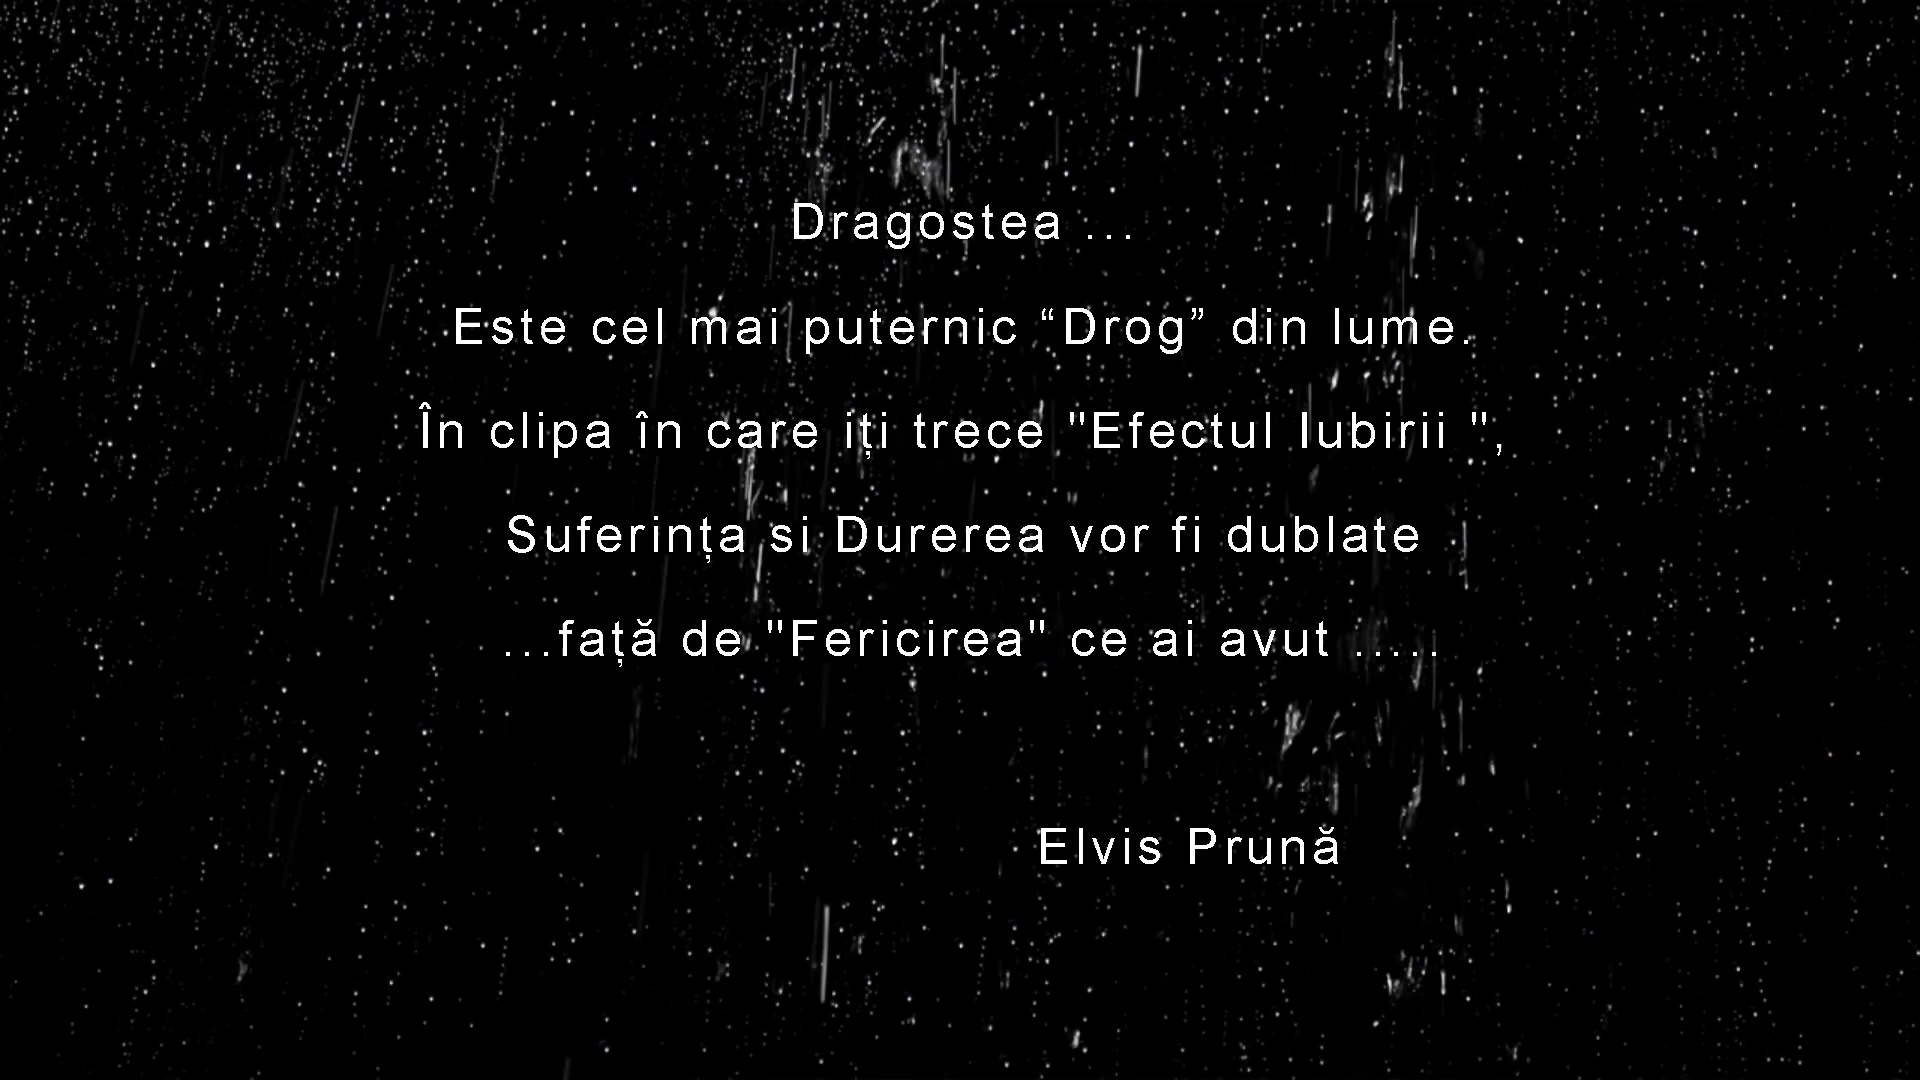 Dragostea ...
Este cel mai puternic “Drog” din lume.
În clipa în care iți trece "Efectul Iubirii ",
Suferința si Durerea vor fi dublate
...față de "Fericirea" ce ai avut .....
Elvis Prună